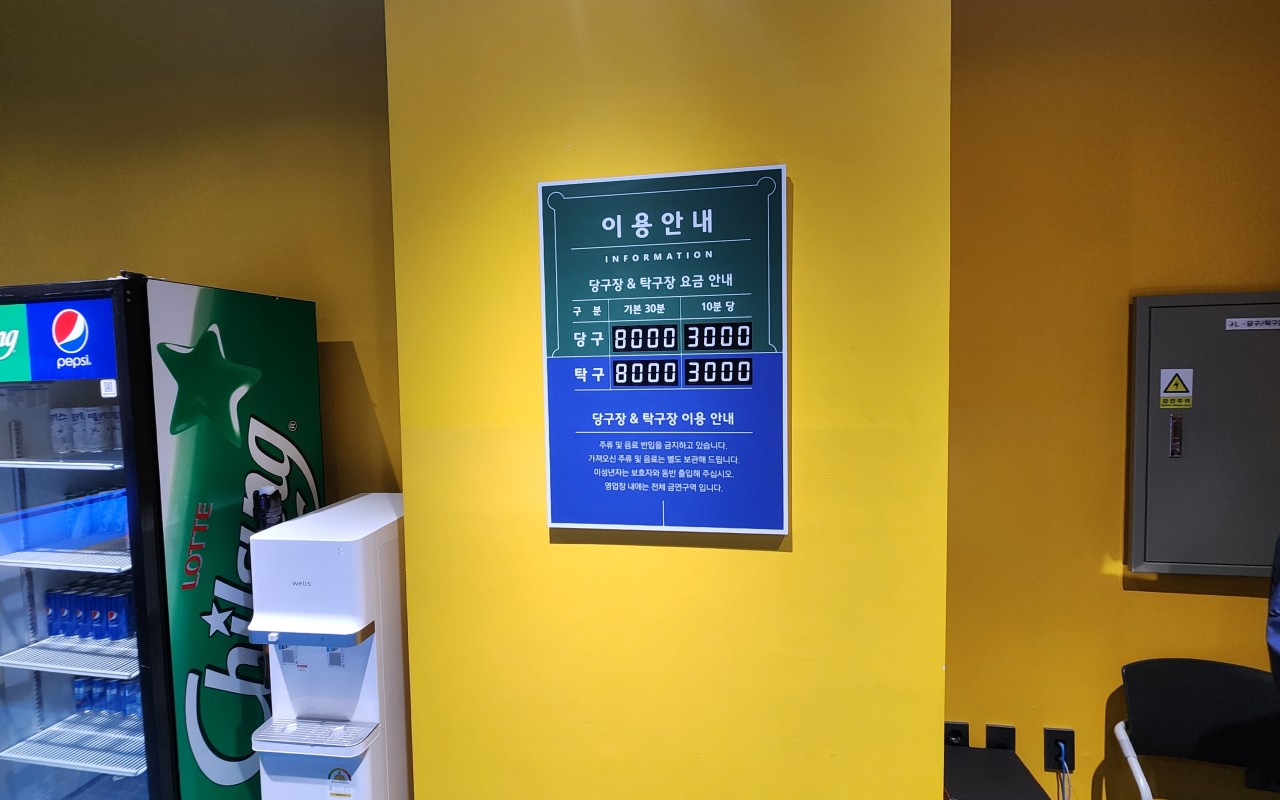 이용안내
INFORMATION
당구장 & 탁구장 요금 안내
구 분 기본 30분 10분 당
당구 8000 3000
탁구 8000 3000
당구장 & 탁구장 이용 안내
주류 및 음료 반입을 금지하고 있습니다.
가져오신 주류 및 음료는 별도 보관해 드립니다.
미성년자는 보호자와 동반 출입해 주십시오.
영업장 내에는 전체 금연구역 입니다.
pepsi
LOTTE
Chilsung
wells
감전주의